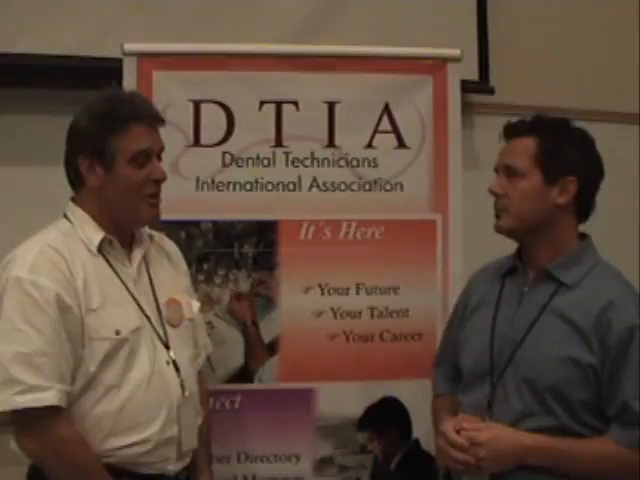 DTIA
Dental Technicians
International Association
It's Here
Your Future
Your Talent
Your Career
Directory